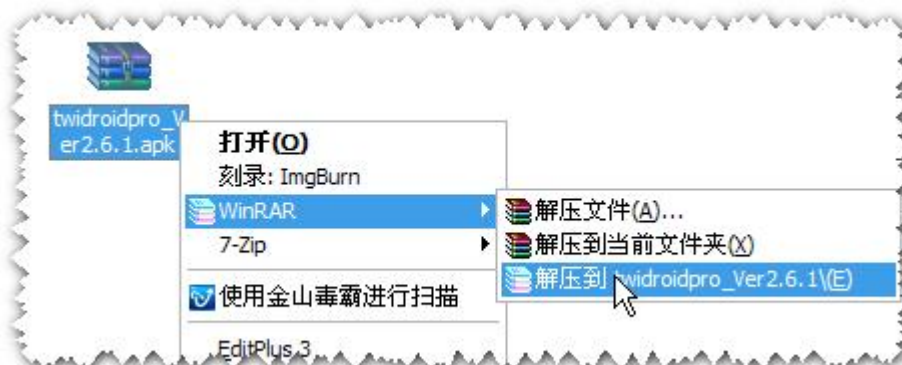 twidroidpro_V
er2.6.1.apk
打开(O)
刻录: ImgBurn
WinRAR
7-Zip
使用金山毒霸进行扫描
EditPlus 3
解压文件(A)...
解压到当前文件夹(X)
解压到 twidroidpro_Ver2.6.1\(E)